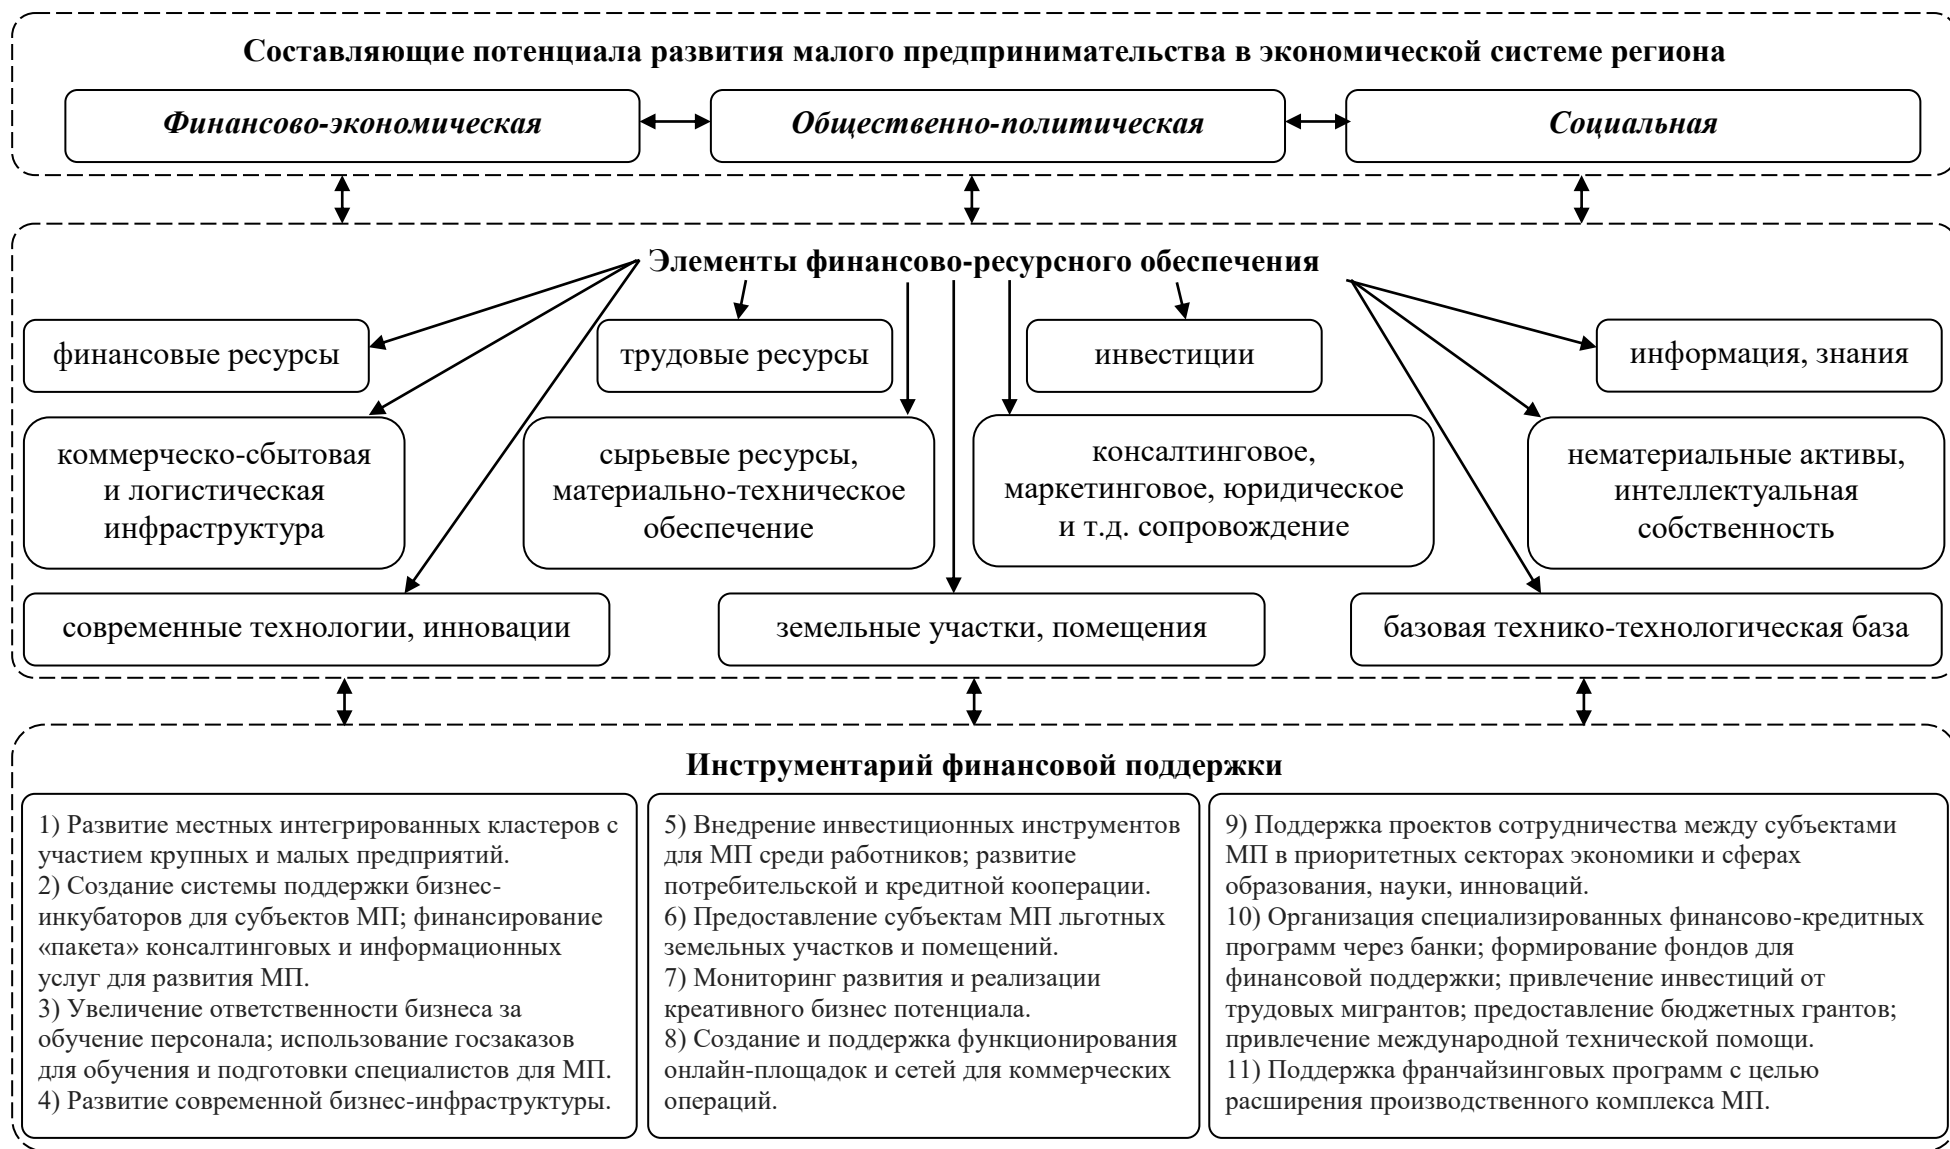 Составляющие потенциала развития малого предпринимательства в экономической системе региона
Финансово-экономическая
Общественно-политическая
Социальная
Элементы финансово-ресурсного обеспечения
финансовые ресурсы
трудовые ресурсы
инвестиции
информация, знания
коммерческо-сбытовая
и логистическая
инфраструктура
сырьевые ресурсы,
материально-техническое
обеспечение
консалтинговое,
маркетинговое, юридическое
и т.д. сопровождение
нематериальные активы,
интеллектуальная
собственность
современные технологии, инновации
земельные участки, помещения
базовая технико-технологическая база
Инструментарий финансовой поддержки
1) Развитие местных интегрированных кластеров с
участием крупных и малых предприятий.
2) Создание системы поддержки бизнес-
инкубаторов для субъектов МП; финансирование
«пакета» консалтинговых и информационных
услуг для развития МП.
3) Увеличение ответственности бизнеса за
обучение персонала; использование госзаказов
для обучения и подготовки специалистов для МП.
4) Развитие современной бизнес-инфраструктуры.
5) Внедрение инвестиционных инструментов
для МП среди работников; развитие
потребительской и кредитной кооперации.
6) Предоставление субъектам МП льготных
земельных участков и помещений.
7) Мониторинг развития и реализации
креативного бизнес потенциала.
8) Создание и поддержка функционирования
онлайн-площадок и сетей для коммерческих
операций.
9) Поддержка проектов сотрудничества между субъектами
МП в приоритетных секторах экономики и сферах
образования, науки, инноваций.
10) Организация специализированных финансово-кредитных
программ через банки; формирование фондов для
финансовой поддержки; привлечение инвестиций от
трудовых мигрантов; предоставление бюджетных грантов;
привлечение международной технической помощи.
11) Поддержка франчайзинговых программ с целью
расширения производственного комплекса МП.